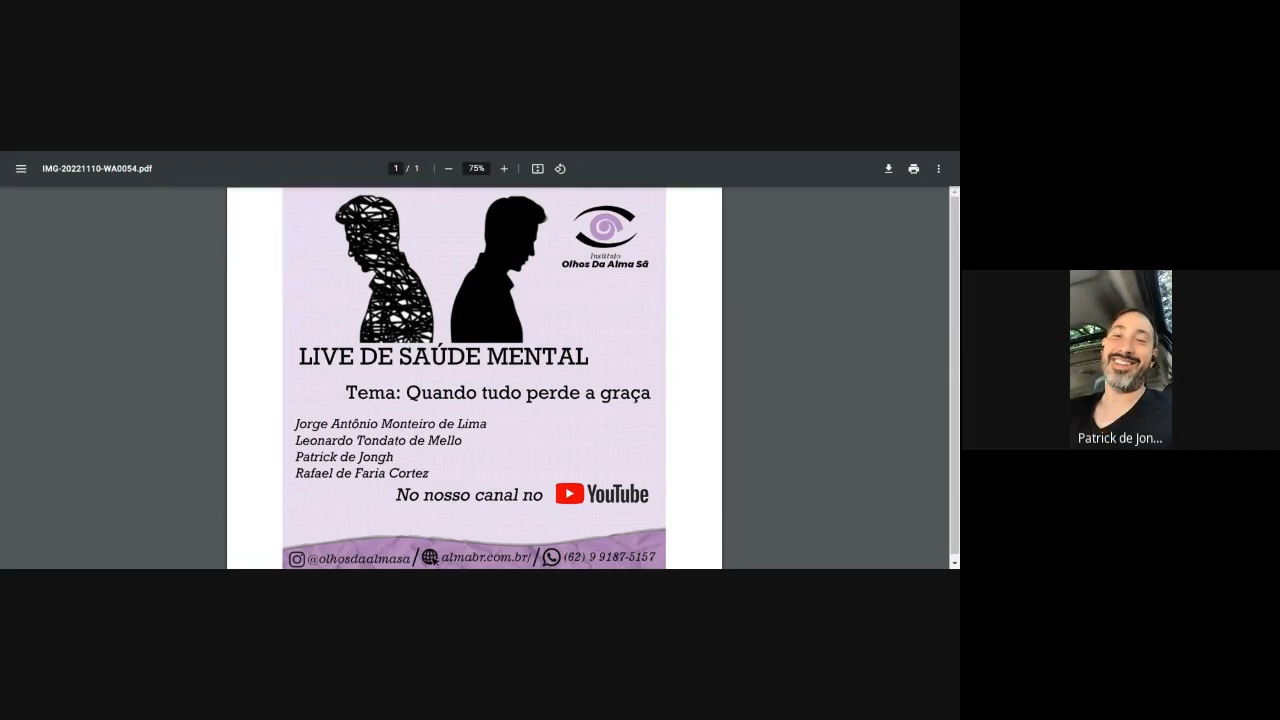 IMG-20221110-WA0054.pdf
1 / 1
75%
Instituto
Olhos Da Alma Sã
LIVE DE SAÚDE MENTAL
Tema: Quando tudo perde a graça
Jorge Antônio Monteiro de Lima
Leonardo Tondato de Mello
Patrick de Jongh
Rafael de Faria Cortez
No nosso canal no YouTube
@olhosdaalmasa / almabr.com.br/ / (62) 9 9187-5157
Patrick de Jon...